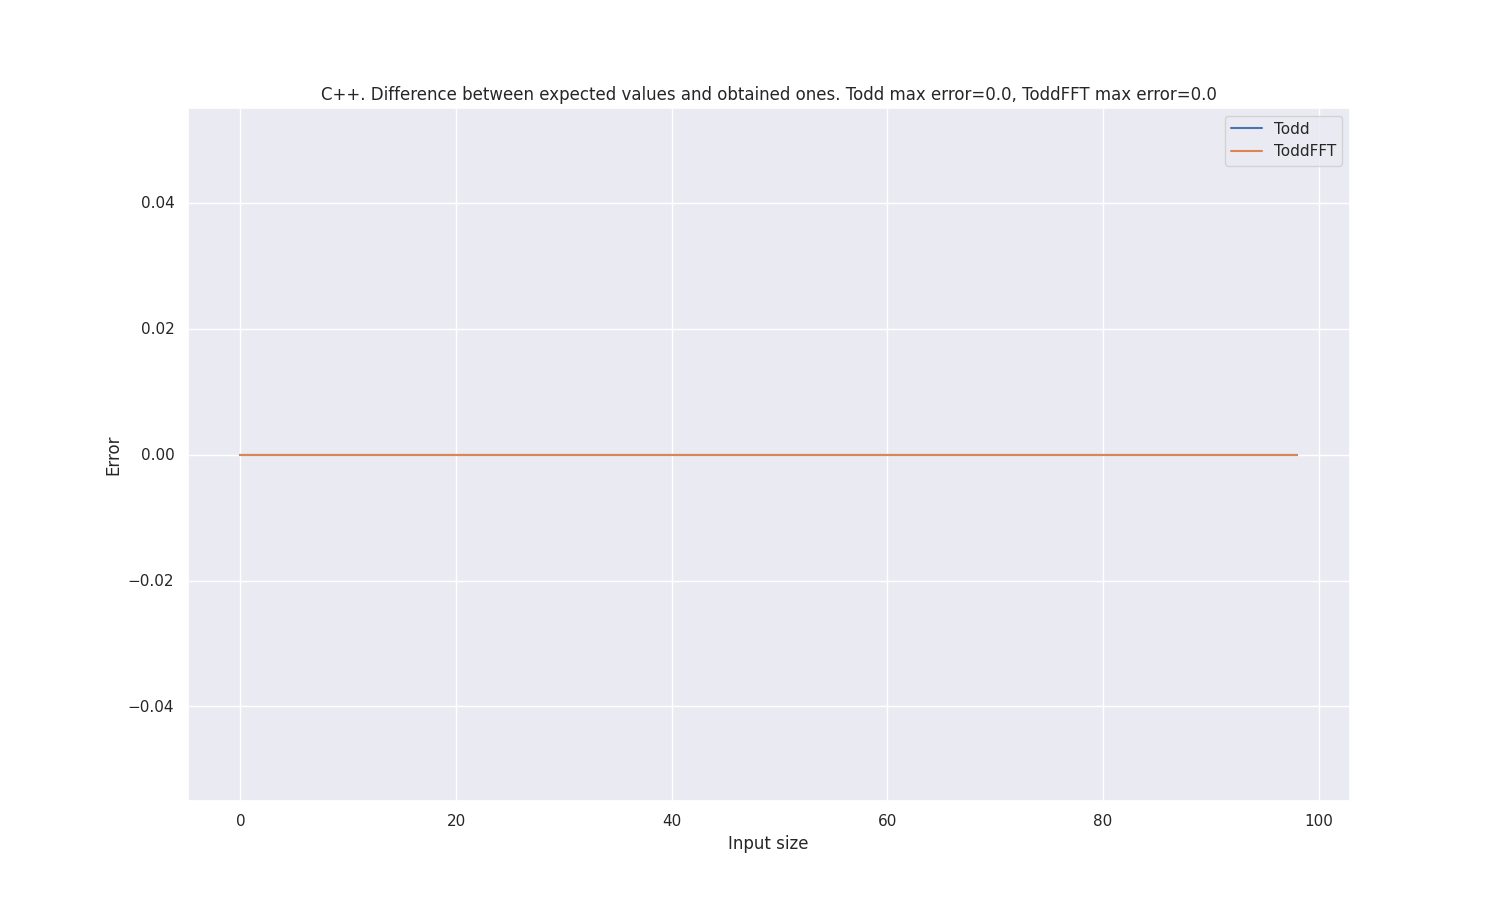 C++. Difference between expected values and obtained ones. Todd max error=0.0, ToddFFT max error=0.0
Todd
ToddFFT
0.04
0.02
0.00
−0.02
−0.04
Error
0 20 40 60 80 100
Input size